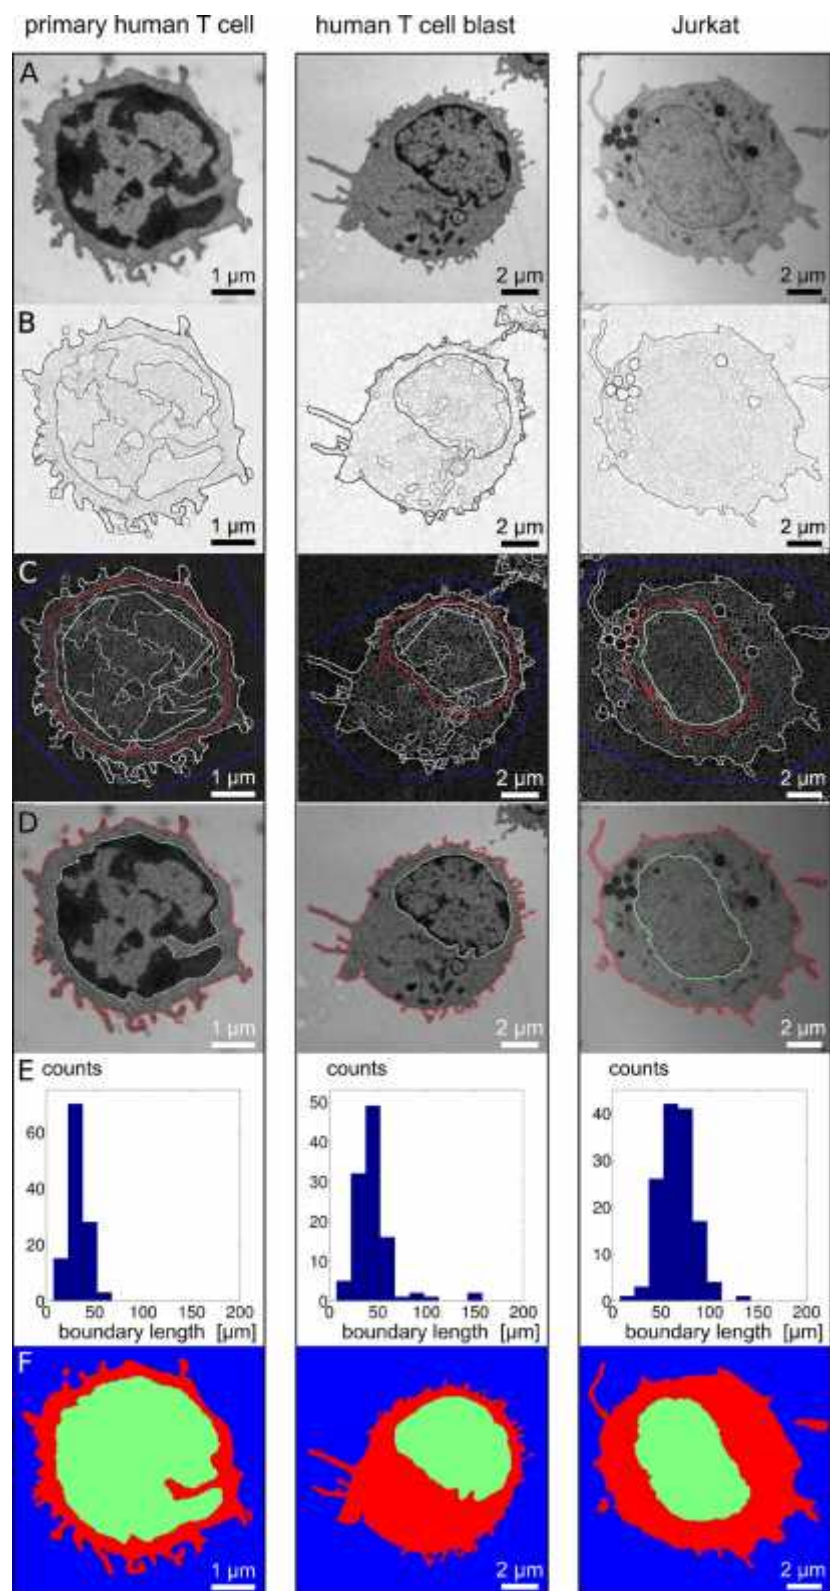 primary human T cell human T cell blast Jurkat
A
1 µm 2 µm 2 µm
B
1 µm 2 µm 2 µm
C
1 µm 2 µm 2 µm
D
1 µm 2 µm 2 µm
E counts counts counts
60 40 20 0
0 50 100 150 200
boundary length [µm]
50 40 30 20 10 0
0 50 100 150 200
boundary length [µm]
40 30 20 10 0
0 50 100 150 200
boundary length [µm]
F
1 µm 2 µm 2 µm